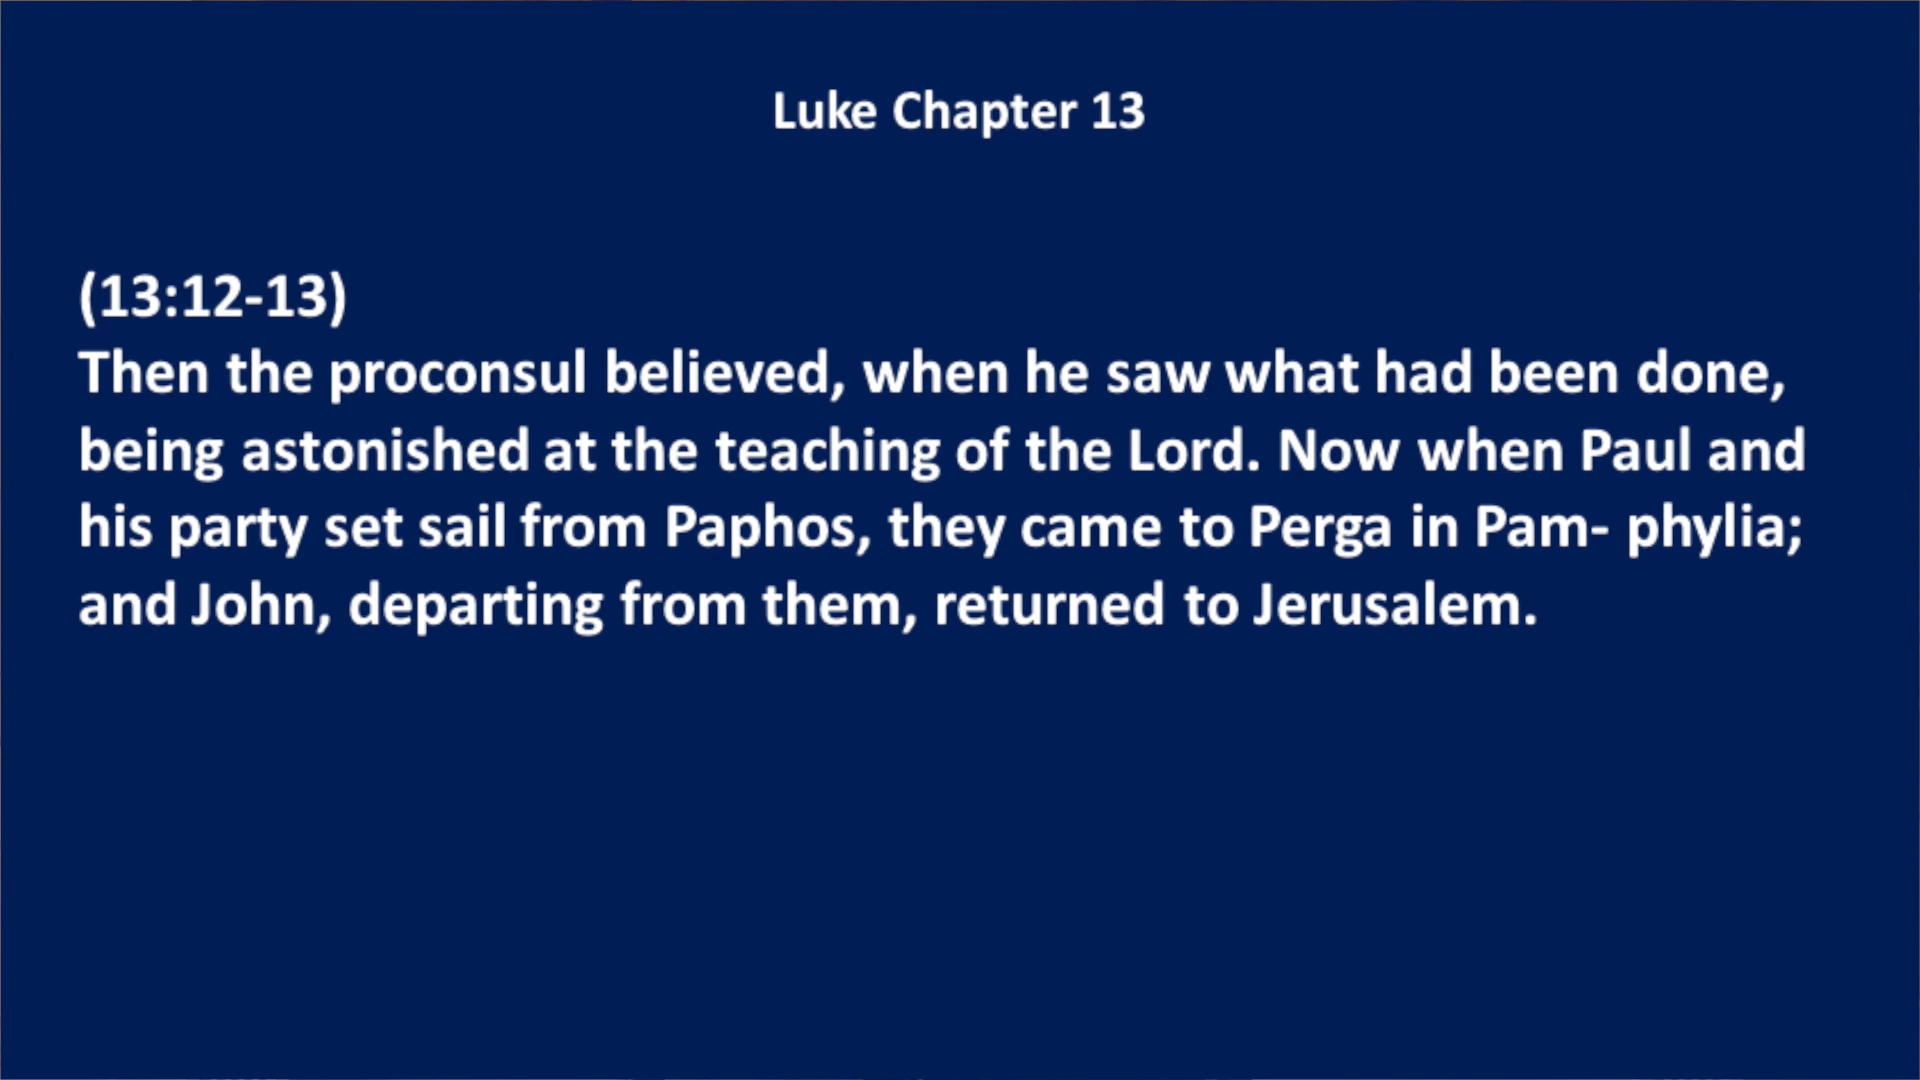 Luke Chapter 13
(13:12-13)
Then the proconsul believed, when he saw what had been done,
being astonished at the teaching of the Lord. Now when Paul and
his party set sail from Paphos, they came to Perga in Pam- phylia;
and John, departing from them, returned to Jerusalem.